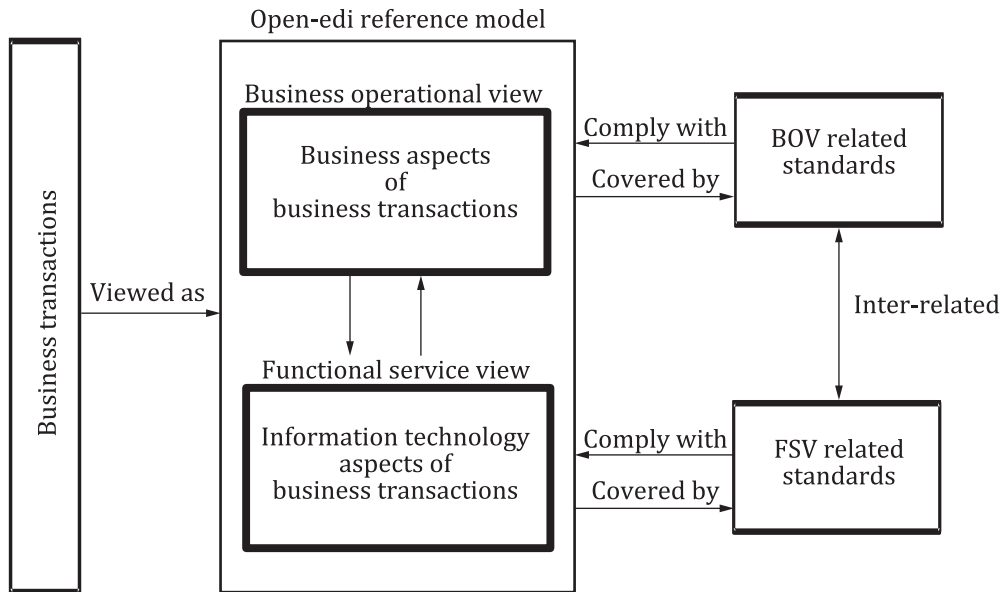 Open-edi reference model
Business transactions
Viewed as
Business operational view
Business aspects
of
business transactions
Functional service view
Information technology
aspects of
business transactions
Comply with
Covered by
BOV related
standards
Inter-related
Comply with
Covered by
FSV related
standards